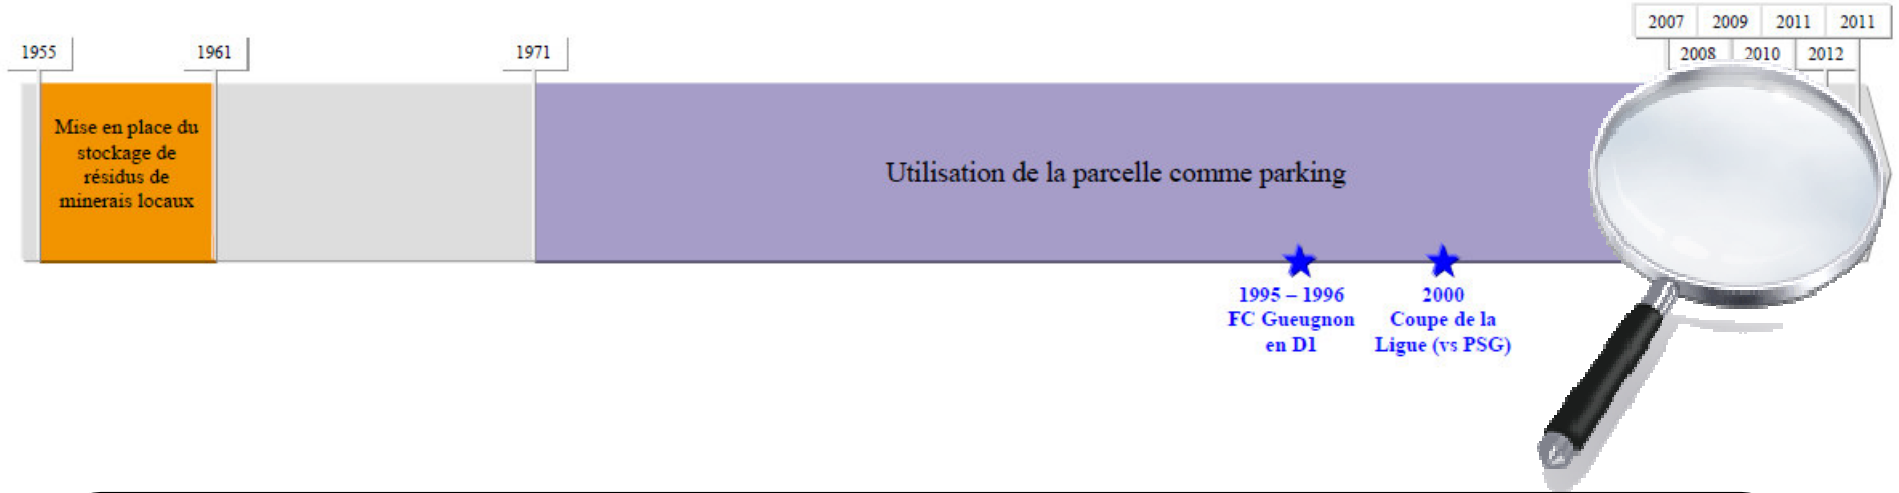 2007 2009 2011 2011
1955 1961 1971 2008 2010 2012
Mise en place du
stockage de
résidus de
minerais locaux
Utilisation de la parcelle comme parking
1995 – 1996
FC Gueugnon
en D1
2000
Coupe de la
Ligue (vs PSG)